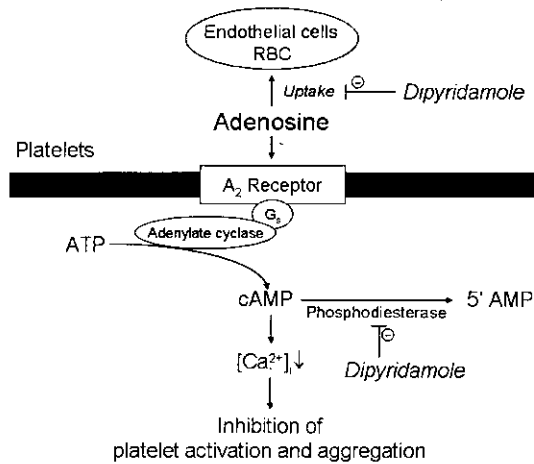 Endothelial cells
RBC
Uptake
⊖
Dipyridamole
Adenosine
Platelets
A₂ Receptor
Gₛ
Adenylate cyclase
ATP
cAMP
Phosphodiesterase
5' AMP
⊖
Dipyridamole
[Ca²⁺]ᵢ↓
Inhibition of
platelet activation and aggregation